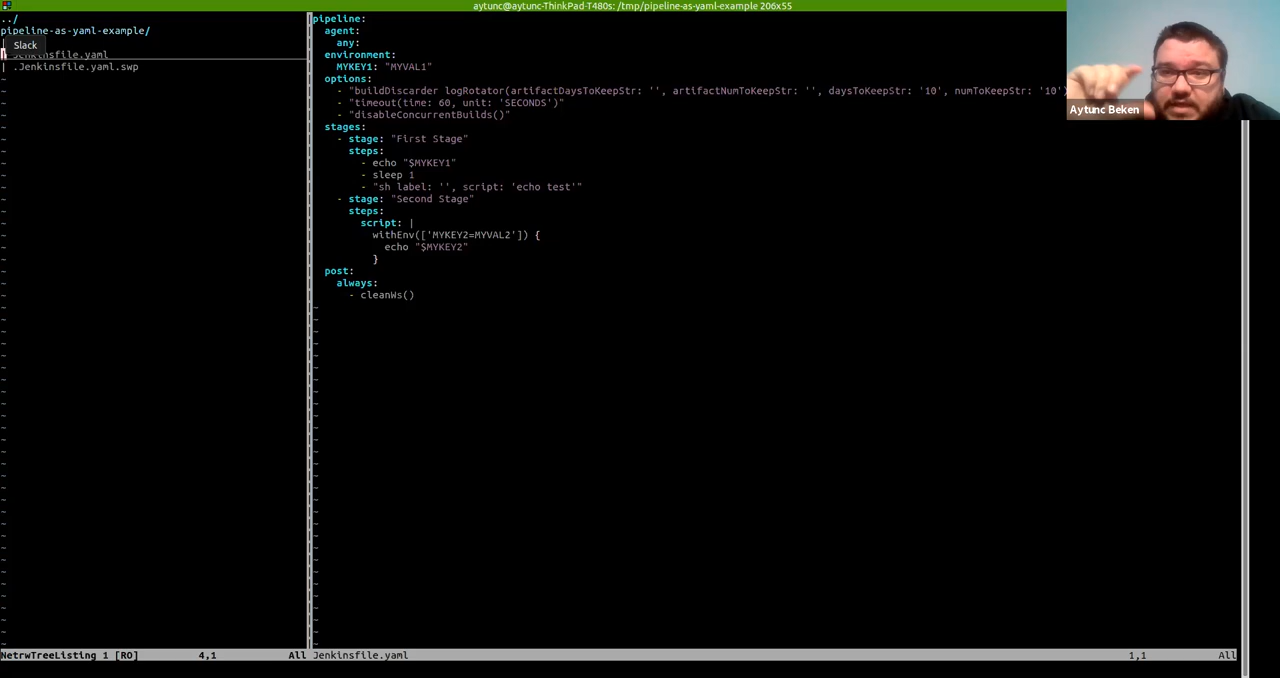 aytunc@aytunc-ThinkPad-T480s: /tmp/pipeline-as-yaml-example 206x55
../
pipeline-as-yaml-example/
Slack
Jenkinsfile.yaml
| .Jenkinsfile.yaml.swp
pipeline:
agent:
any:
environment:
MYKEY1: "MYVAL1"
options:
- "buildDiscarder logRotator(artifactDaysToKeepStr: '', artifactNumToKeepStr: '', daysToKeepStr: '10', numToKeepStr: '10')
- "timeout(time: 60, unit: 'SECONDS')"
- "disableConcurrentBuilds()"
stages:
- stage: "First Stage"
steps:
- echo "$MYKEY1"
- sleep 1
- "sh label: '', script: 'echo test'"
- stage: "Second Stage"
steps:
script: |
withEnv(['MYKEY2=MYVAL2']) {
echo "$MYKEY2"
}
post:
always:
- cleanWs()
Aytunc Beken
NetrwTreeListing 1 [RO] 4,1 All
Jenkinsfile.yaml 1,1 All